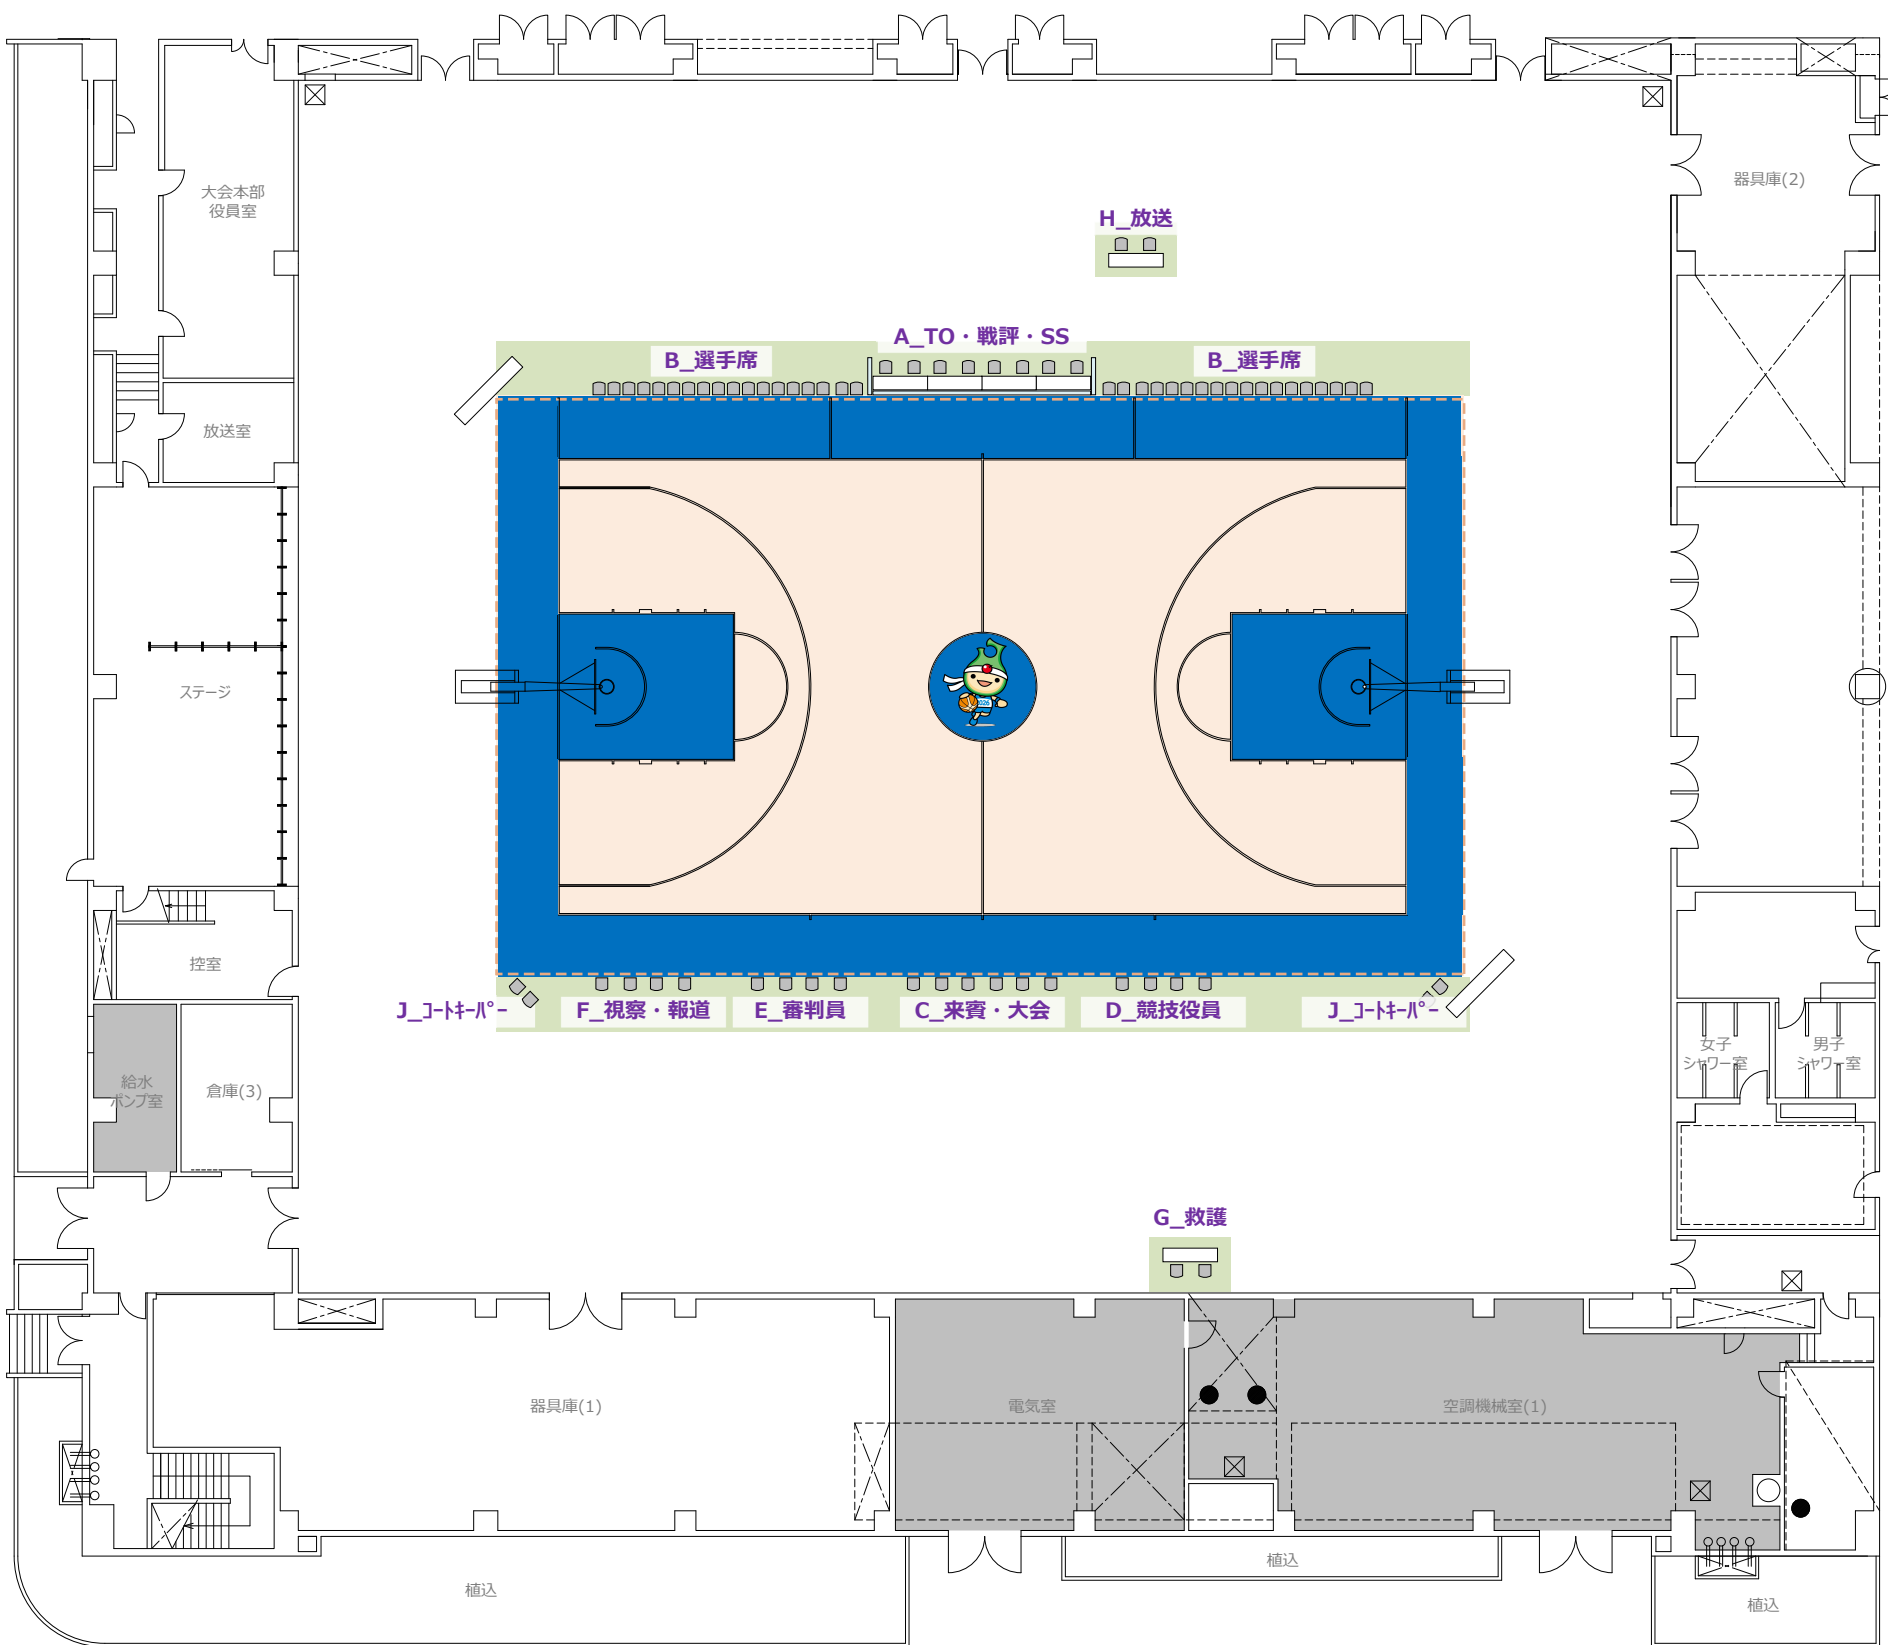 大会本部
役員室
器具庫(2)
H_放送
A_TO・戦評・SS
B_選手席
B_選手席
放送室
ステージ
2026
控室
J_コートキーパー
F_視察・報道
E_審判員
C_来賓・大会
D_競技役員
J_コートキーパー
女子
シャワー室
男子
シャワー室
給水
ポンプ室
倉庫(3)
G_救護
器具庫(1)
電気室
空調機械室(1)
植込
植込
植込